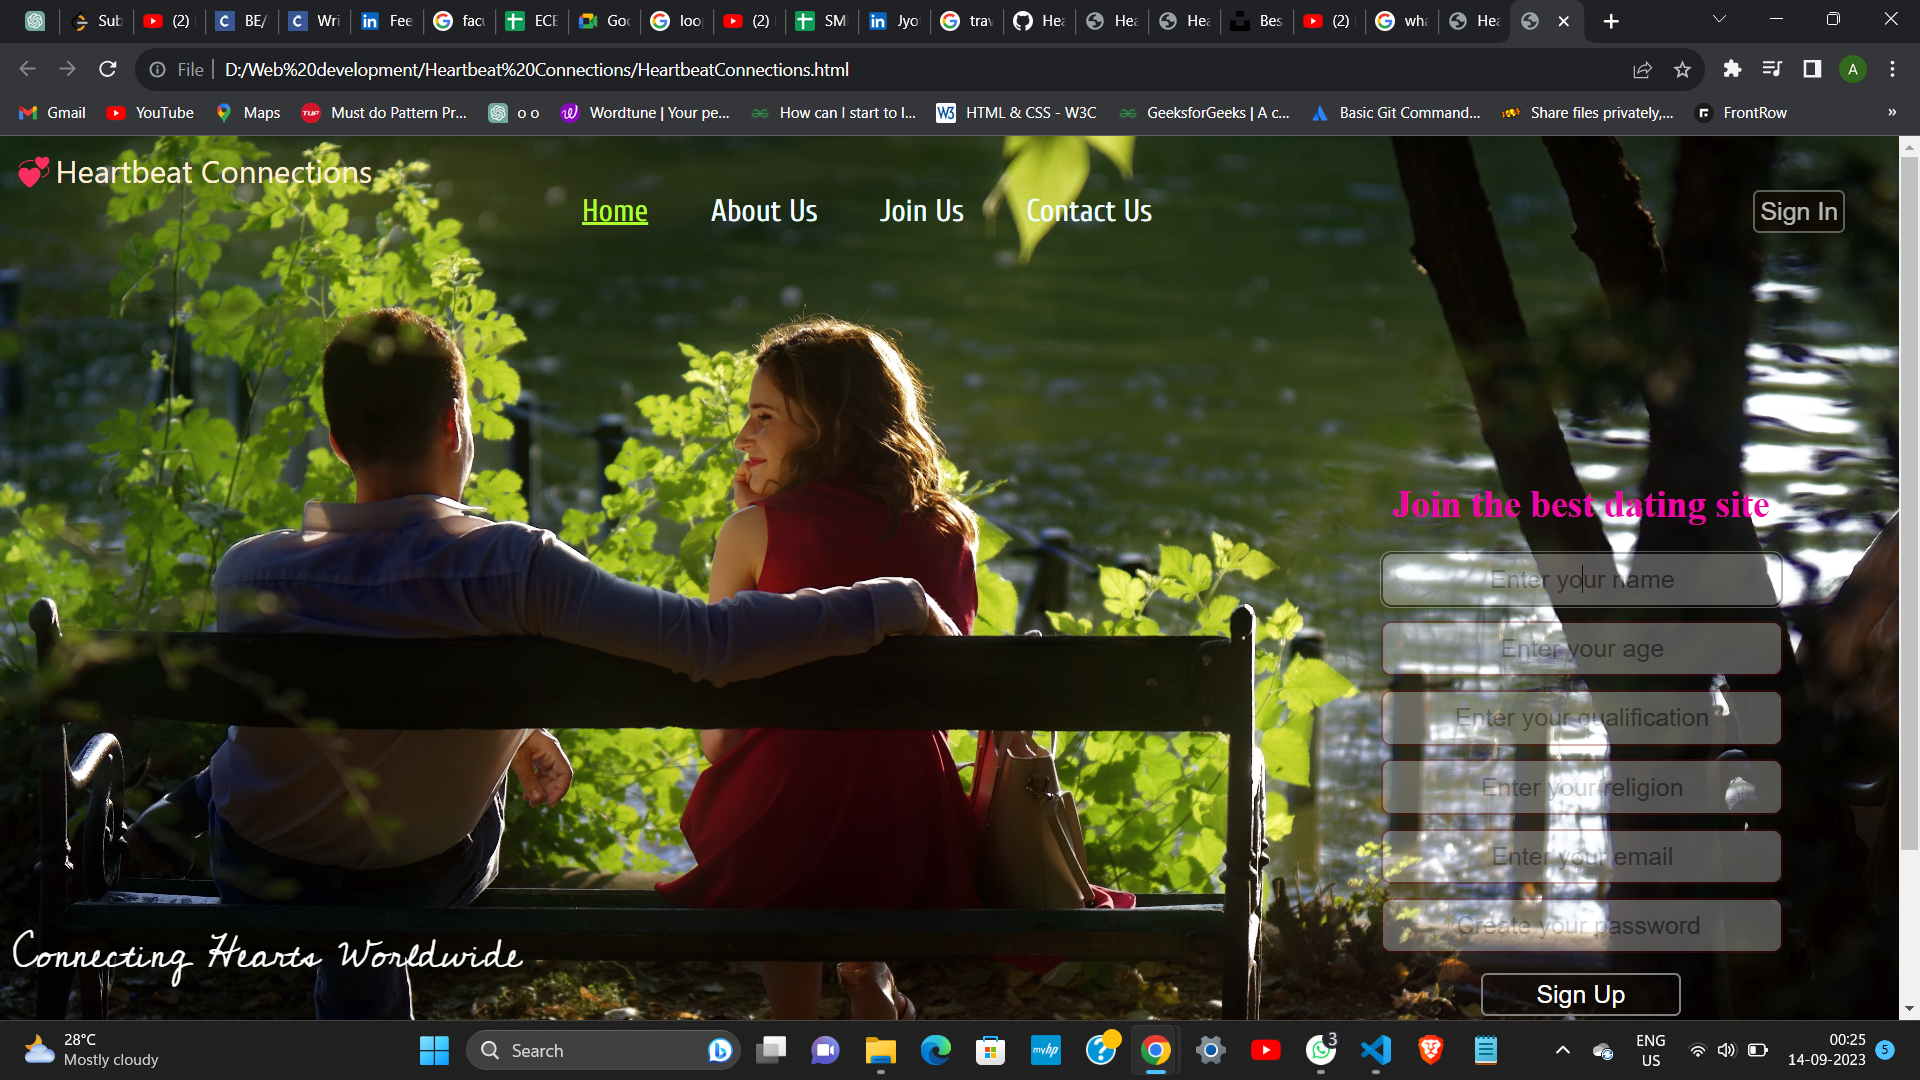 Sub
(2)
BE/
Wri
Fee
facu
ECE
Goo
loo
(2)
SM
Jyo
trav
Hea
Hea
Hea
Bes
(2)
wha
Hea
File
D:/Web%20development/Heartbeat%20Connections/HeartbeatConnections.html
A
Gmail
YouTube
Maps
Must do Pattern Pr...
o o
Wordtune | Your pe...
How can I start to l...
HTML & CSS - W3C
GeeksforGeeks | A c...
Basic Git Command...
Share files privately,...
FrontRow
»
Heartbeat Connections
Home
About Us
Join Us
Contact Us
Sign In
Join the best dating site
Enter your name
Enter your age
Enter your qualification
Enter your religion
Enter your email
Create your password
Sign Up
Connecting Hearts Worldwide
28°C
Mostly cloudy
Search
myhp
3
ENG
US
00:25
14-09-2023
5